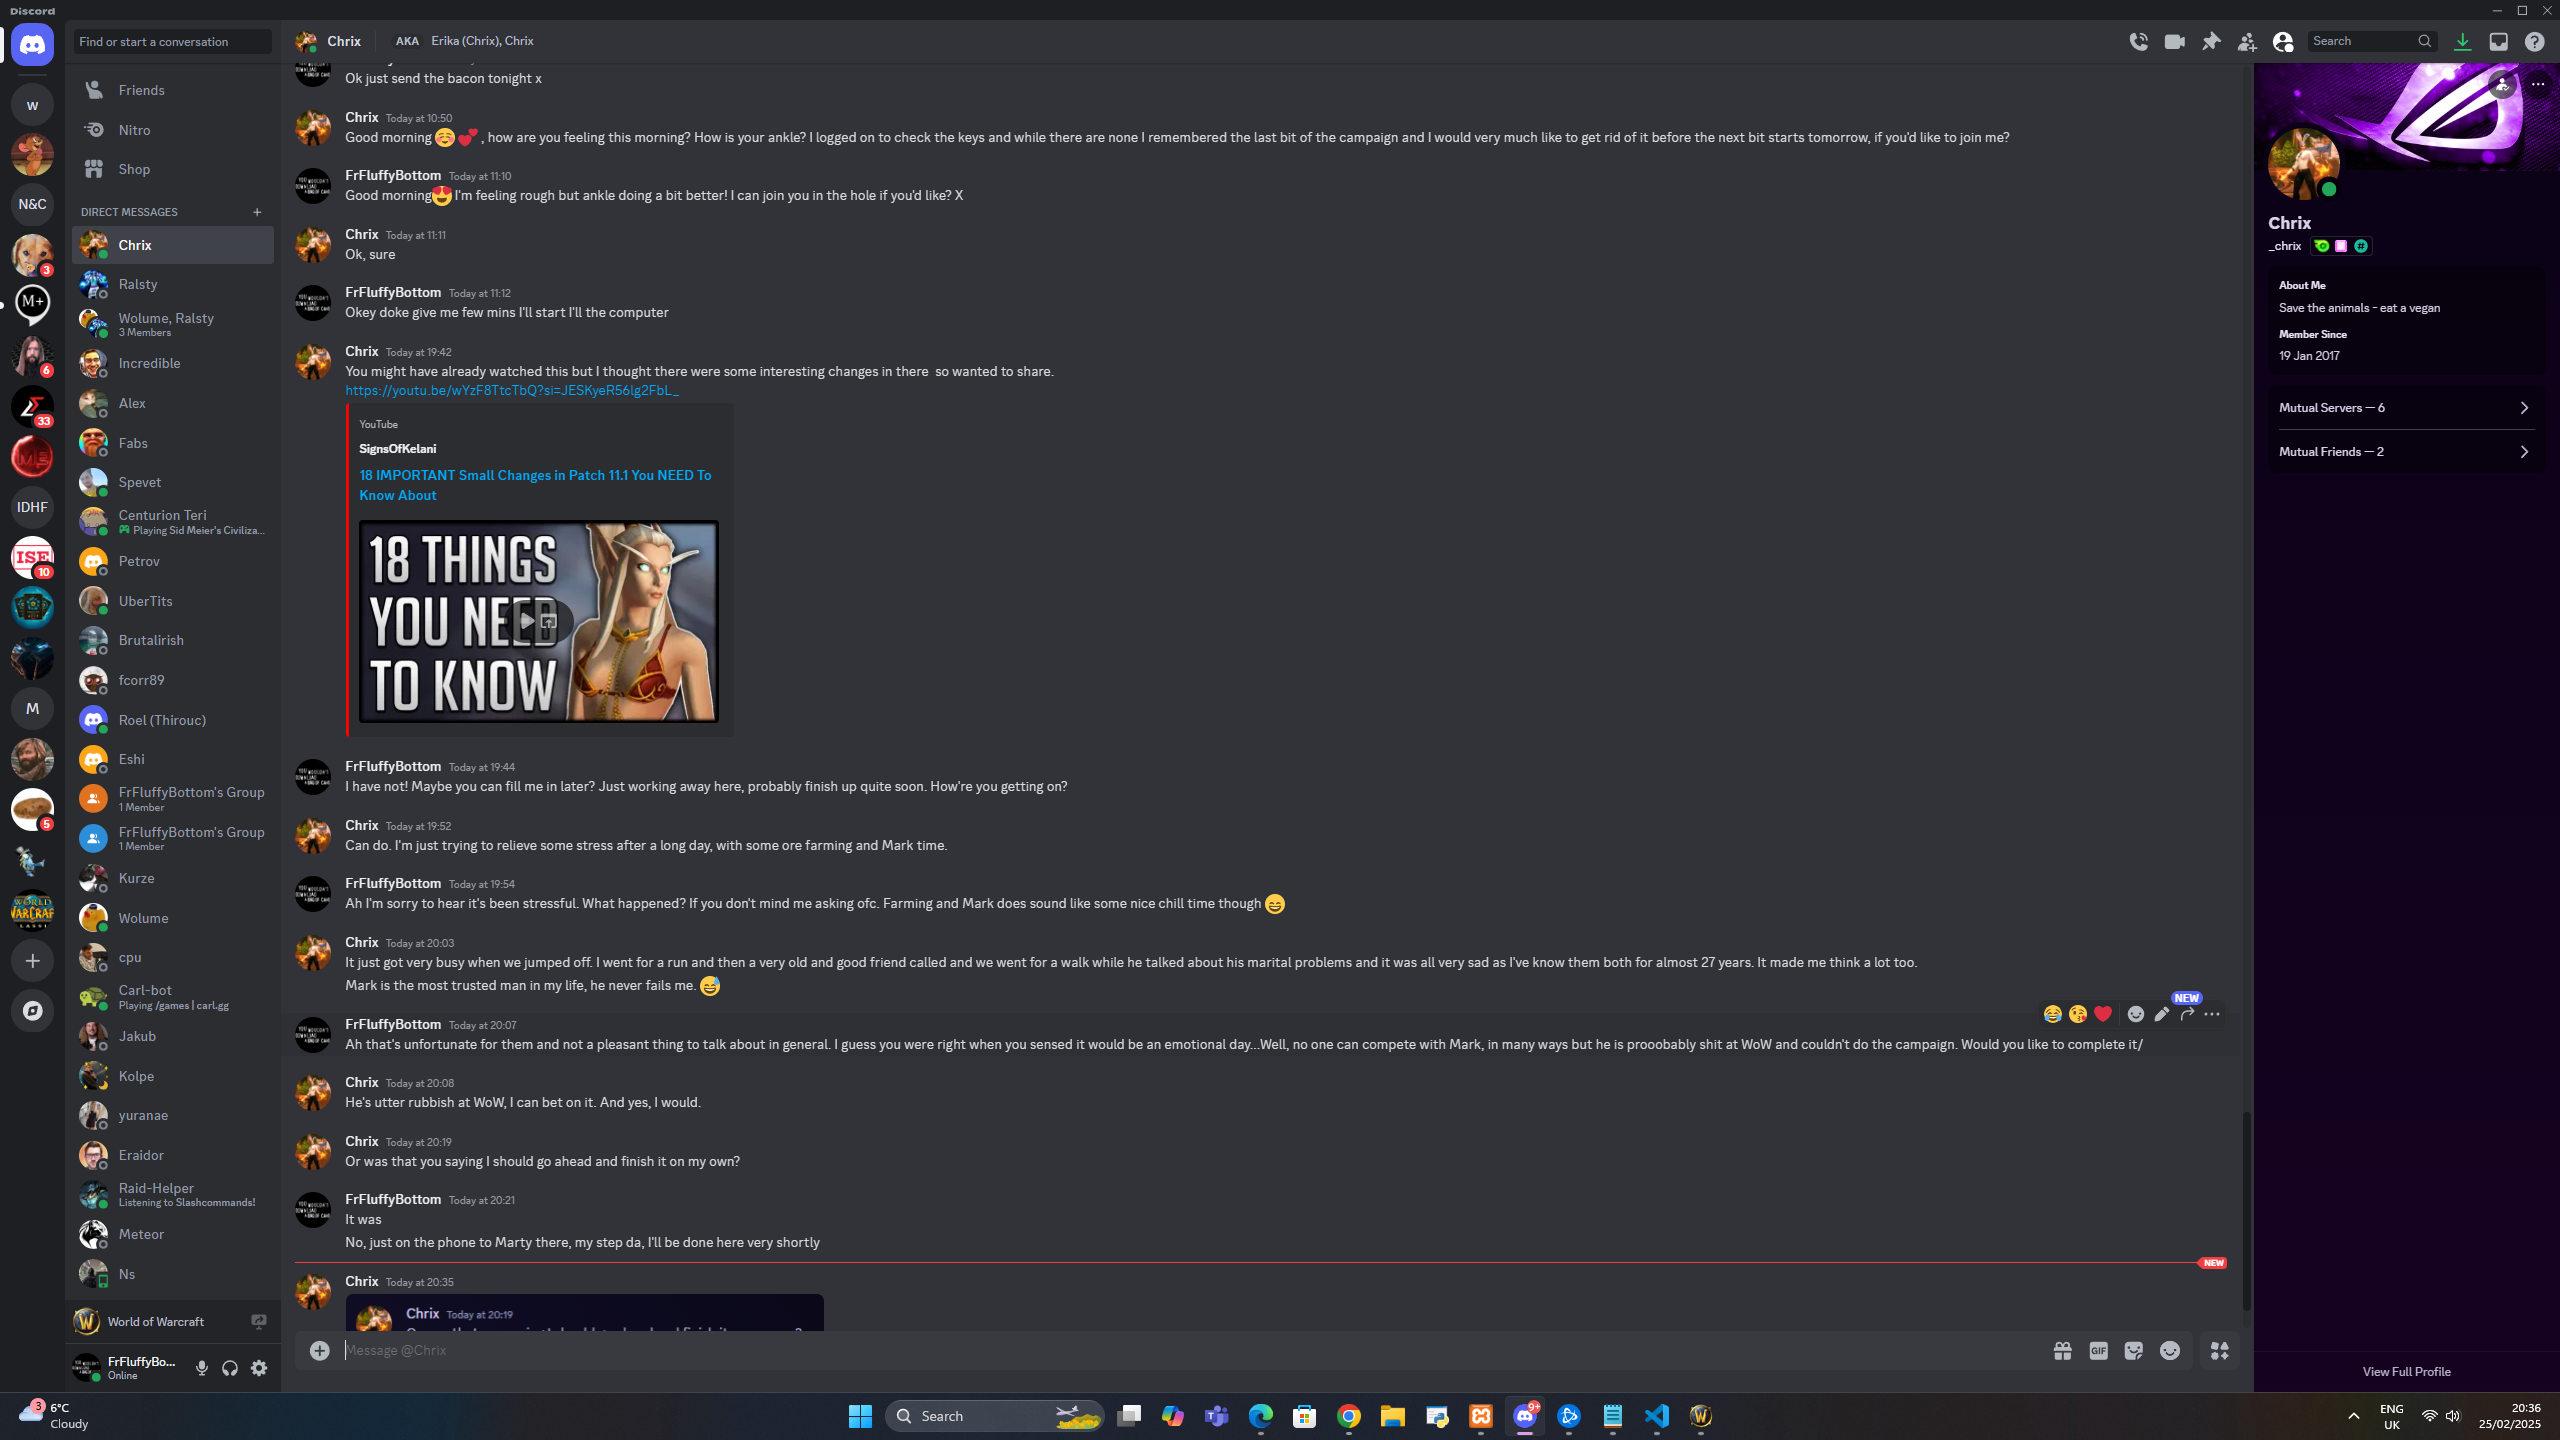 Discord
Find or start a conversation
Friends
Nitro
Shop
DIRECT MESSAGES
Chrix
Ralsty
Wolume, Ralsty
3 Members
Incredible
Alex
Fabs
Spevet
Centurion Teri
Playing Sid Meier's Civiliza...
Petrov
UberTits
Brutalirish
fcorr89
Roel (Thirouc)
Eshi
FrFluffyBottom's Group
1 Member
FrFluffyBottom's Group
1 Member
Kurze
Wolume
cpu
Carl-bot
Playing /games | carl.gg
Jakub
Kolpe
yuranae
Eraidor
Raid-Helper
Listening to Slashcommands!
Meteor
Ns
World of Warcraft
FrFluffyBo...
Online
w
N&C
3
M+
6
33
IDHF
ISE
10
M
5
Chrix
AKA Erika (Chrix), Chrix
Search
Ok just send the bacon tonight x
Chrix Today at 10:50
Good morning ☺️💕 , how are you feeling this morning? How is your ankle? I logged on to check the keys and while there are none I remembered the last bit of the campaign and I would very much like to get rid of it before the next bit starts tomorrow, if you'd like to join me?
FrFluffyBottom Today at 11:10
Good morning😍 I'm feeling rough but ankle doing a bit better! I can join you in the hole if you'd like? X
Chrix Today at 11:11
Ok, sure
FrFluffyBottom Today at 11:12
Okey doke give me few mins I'll start I'll the computer
Chrix Today at 19:42
You might have already watched this but I thought there were some interesting changes in there  so wanted to share.
https://youtu.be/wYzF8TtcTbQ?si=JESKyeR56lg2FbL_
YouTube
SignsOfKelani
18 IMPORTANT Small Changes in Patch 11.1 You NEED To
Know About
18 THINGS
YOU NEED
TO KNOW
FrFluffyBottom Today at 19:44
I have not! Maybe you can fill me in later? Just working away here, probably finish up quite soon. How're you getting on?
Chrix Today at 19:52
Can do. I'm just trying to relieve some stress after a long day, with some ore farming and Mark time.
FrFluffyBottom Today at 19:54
Ah I'm sorry to hear it's been stressful. What happened? If you don't mind me asking ofc. Farming and Mark does sound like some nice chill time though 😄
Chrix Today at 20:03
It just got very busy when we jumped off. I went for a run and then a very old and good friend called and we went for a walk while he talked about his marital problems and it was all very sad as I've know them both for almost 27 years. It made me think a lot too.
Mark is the most trusted man in my life, he never fails me. 😅
NEW
FrFluffyBottom Today at 20:07
Ah that's unfortunate for them and not a pleasant thing to talk about in general. I guess you were right when you sensed it would be an emotional day...Well, no one can compete with Mark, in many ways but he is prooobably shit at WoW and couldn't do the campaign. Would you like to complete it/
Chrix Today at 20:08
He's utter rubbish at WoW, I can bet on it. And yes, I would.
Chrix Today at 20:19
Or was that you saying I should go ahead and finish it on my own?
FrFluffyBottom Today at 20:21
It was
No, just on the phone to Marty there, my step da, I'll be done here very shortly
NEW
Chrix Today at 20:35
Chrix Today at 20:19
Message @Chrix
GIF
Chrix
_chrix
About Me
Save the animals - eat a vegan
Member Since
19 Jan 2017
Mutual Servers — 6
Mutual Friends — 2
View Full Profile
3
6°C
Cloudy
Search
9+
ENG
UK
20:36
25/02/2025